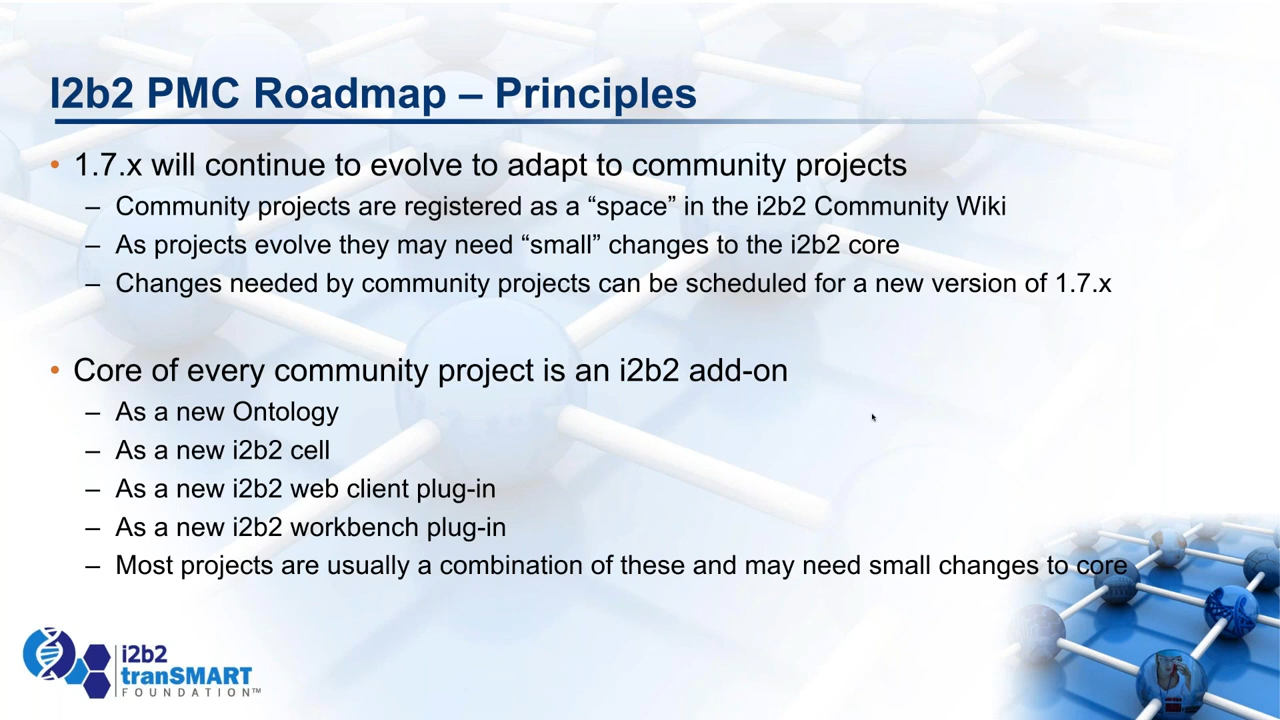 I2b2 PMC Roadmap – Principles
• 1.7.x will continue to evolve to adapt to community projects
– Community projects are registered as a “space” in the i2b2 Community Wiki
– As projects evolve they may need “small” changes to the i2b2 core
– Changes needed by community projects can be scheduled for a new version of 1.7.x
• Core of every community project is an i2b2 add-on
– As a new Ontology
– As a new i2b2 cell
– As a new i2b2 web client plug-in
– As a new i2b2 workbench plug-in
– Most projects are usually a combination of these and may need small changes to core
i2b2
tranSMART
FOUNDATION™